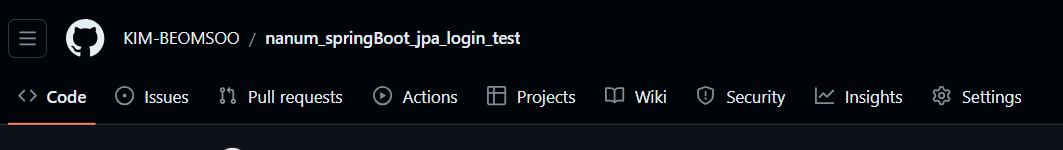 KIM-BEOMSOO / nanum_springBoot_jpa_login_test
Code Issues Pull requests Actions Projects Wiki Security Insights Settings